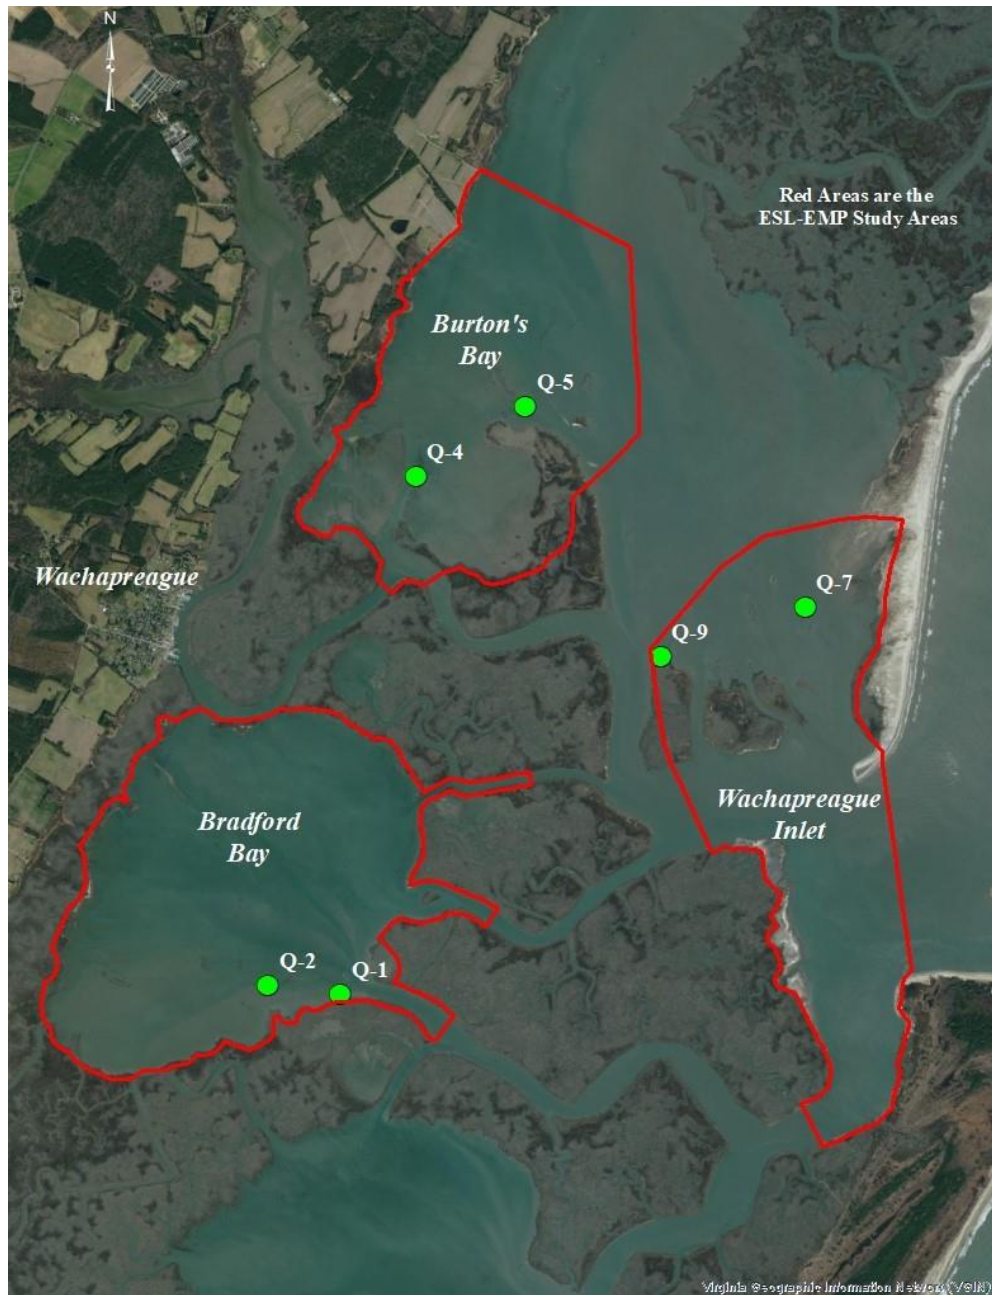 N
Red Areas are the
ESL-EMP Study Areas
Burton's
Bay
Q-5
Q-4
Wachapreague
Q-7
Q-9
Wachapreague
Inlet
Bradford
Bay
Q-2
Q-1
Virginia Geographic Information Network (VGIN)